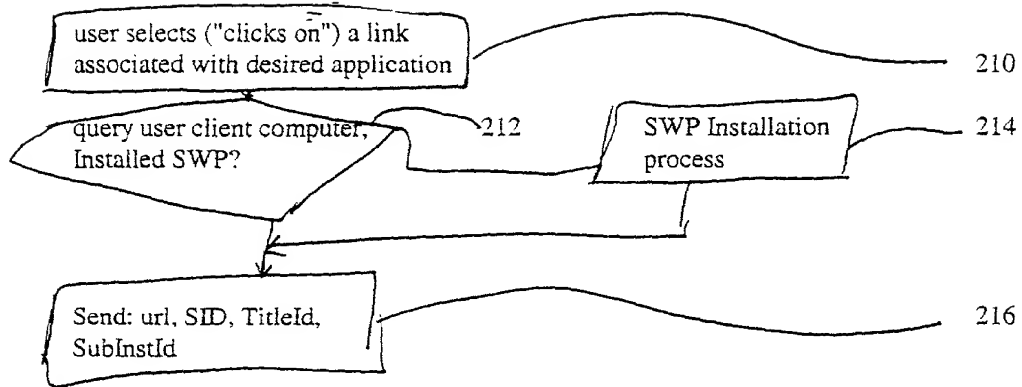 user selects ("clicks on") a link
associated with desired application
210
query user client computer,
Installed SWP?
212
SWP Installation
process
214
Send: url, SID, TitleId,
SubInstId
216